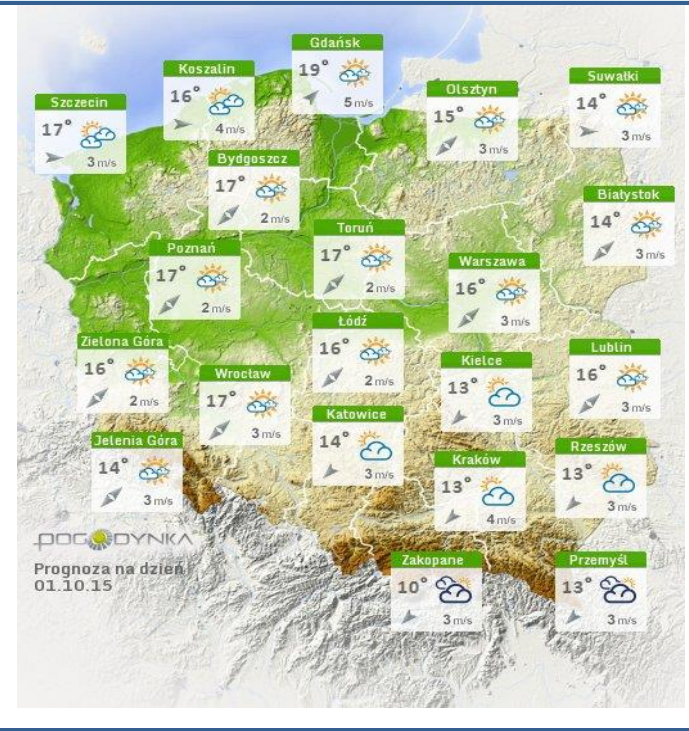 Gdańsk
19°
5 m/s
Koszalin
16°
4 m/s
Suwałki
14°
3 m/s
Olsztyn
15°
3 m/s
Szczecin
17°
3 m/s
Bydgoszcz
17°
2 m/s
Białystok
14°
3 m/s
Toruń
17°
2 m/s
Poznań
17°
2 m/s
Warszawa
16°
3 m/s
Łódź
16°
2 m/s
Zielona Góra
16°
2 m/s
Lublin
16°
3 m/s
Kielce
13°
3 m/s
Wrocław
17°
3 m/s
Katowice
14°
3 m/s
Jelenia Góra
14°
3 m/s
Rzeszów
13°
3 m/s
Kraków
13°
4 m/s
POGODYNKA
Prognoza na dzień
01.10.15
Zakopane
10°
3 m/s
Przemyśl
13°
3 m/s